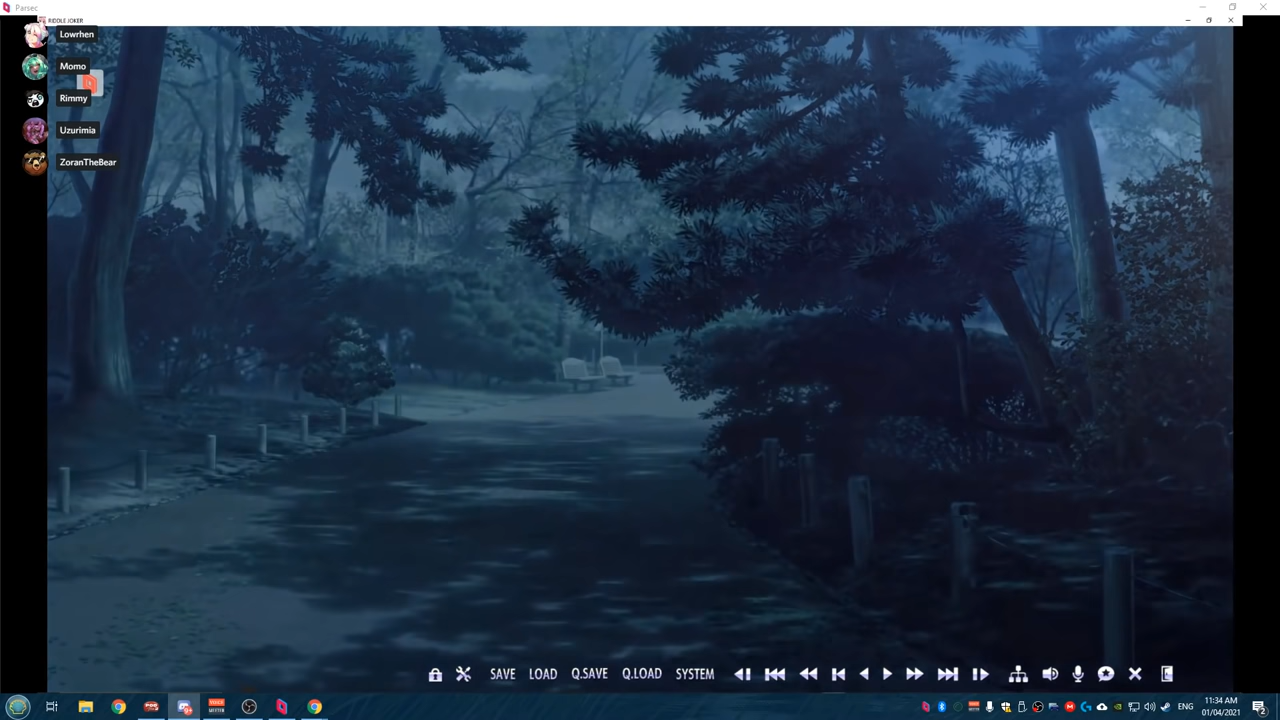 Parsec
RIDDLE JOKER
Lowrhen
Momo
Rimmy
Uzurimia
ZoranTheBear
SAVE LOAD Q.SAVE Q.LOAD SYSTEM
ENG
11:34 AM
01/04/2021
2